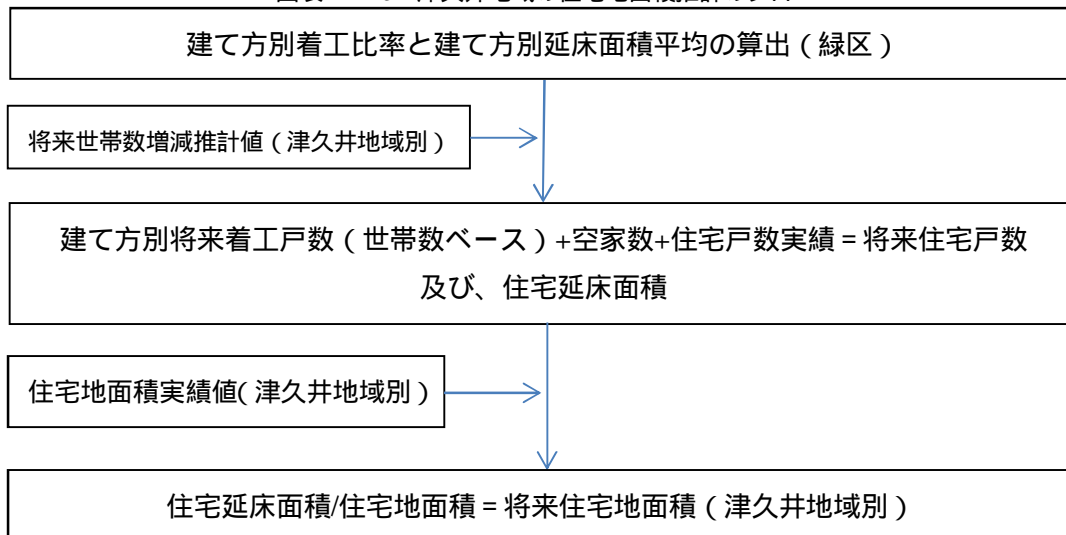 建て方別着工比率と建て方別延床面積平均の算出（緑区）
将来世帯数増減推計値（津久井地域別）
建て方別将来着工戸数（世帯数ベース）+空家数+住宅戸数実績＝将来住宅戸数
及び、住宅延床面積
住宅地面積実績値（津久井地域別）
住宅延床面積/住宅地面積＝将来住宅地面積（津久井地域別）